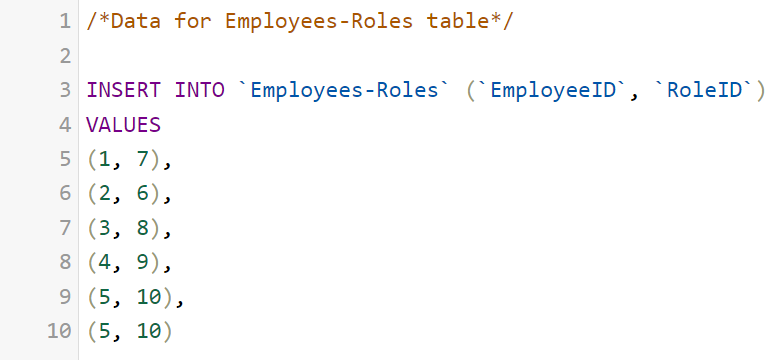 1 /*Data for Employees-Roles table*/
2
3 INSERT INTO `Employees-Roles` (`EmployeeID`, `RoleID`)
4 VALUES
5 (1, 7),
6 (2, 6),
7 (3, 8),
8 (4, 9),
9 (5, 10),
10 (5, 10)